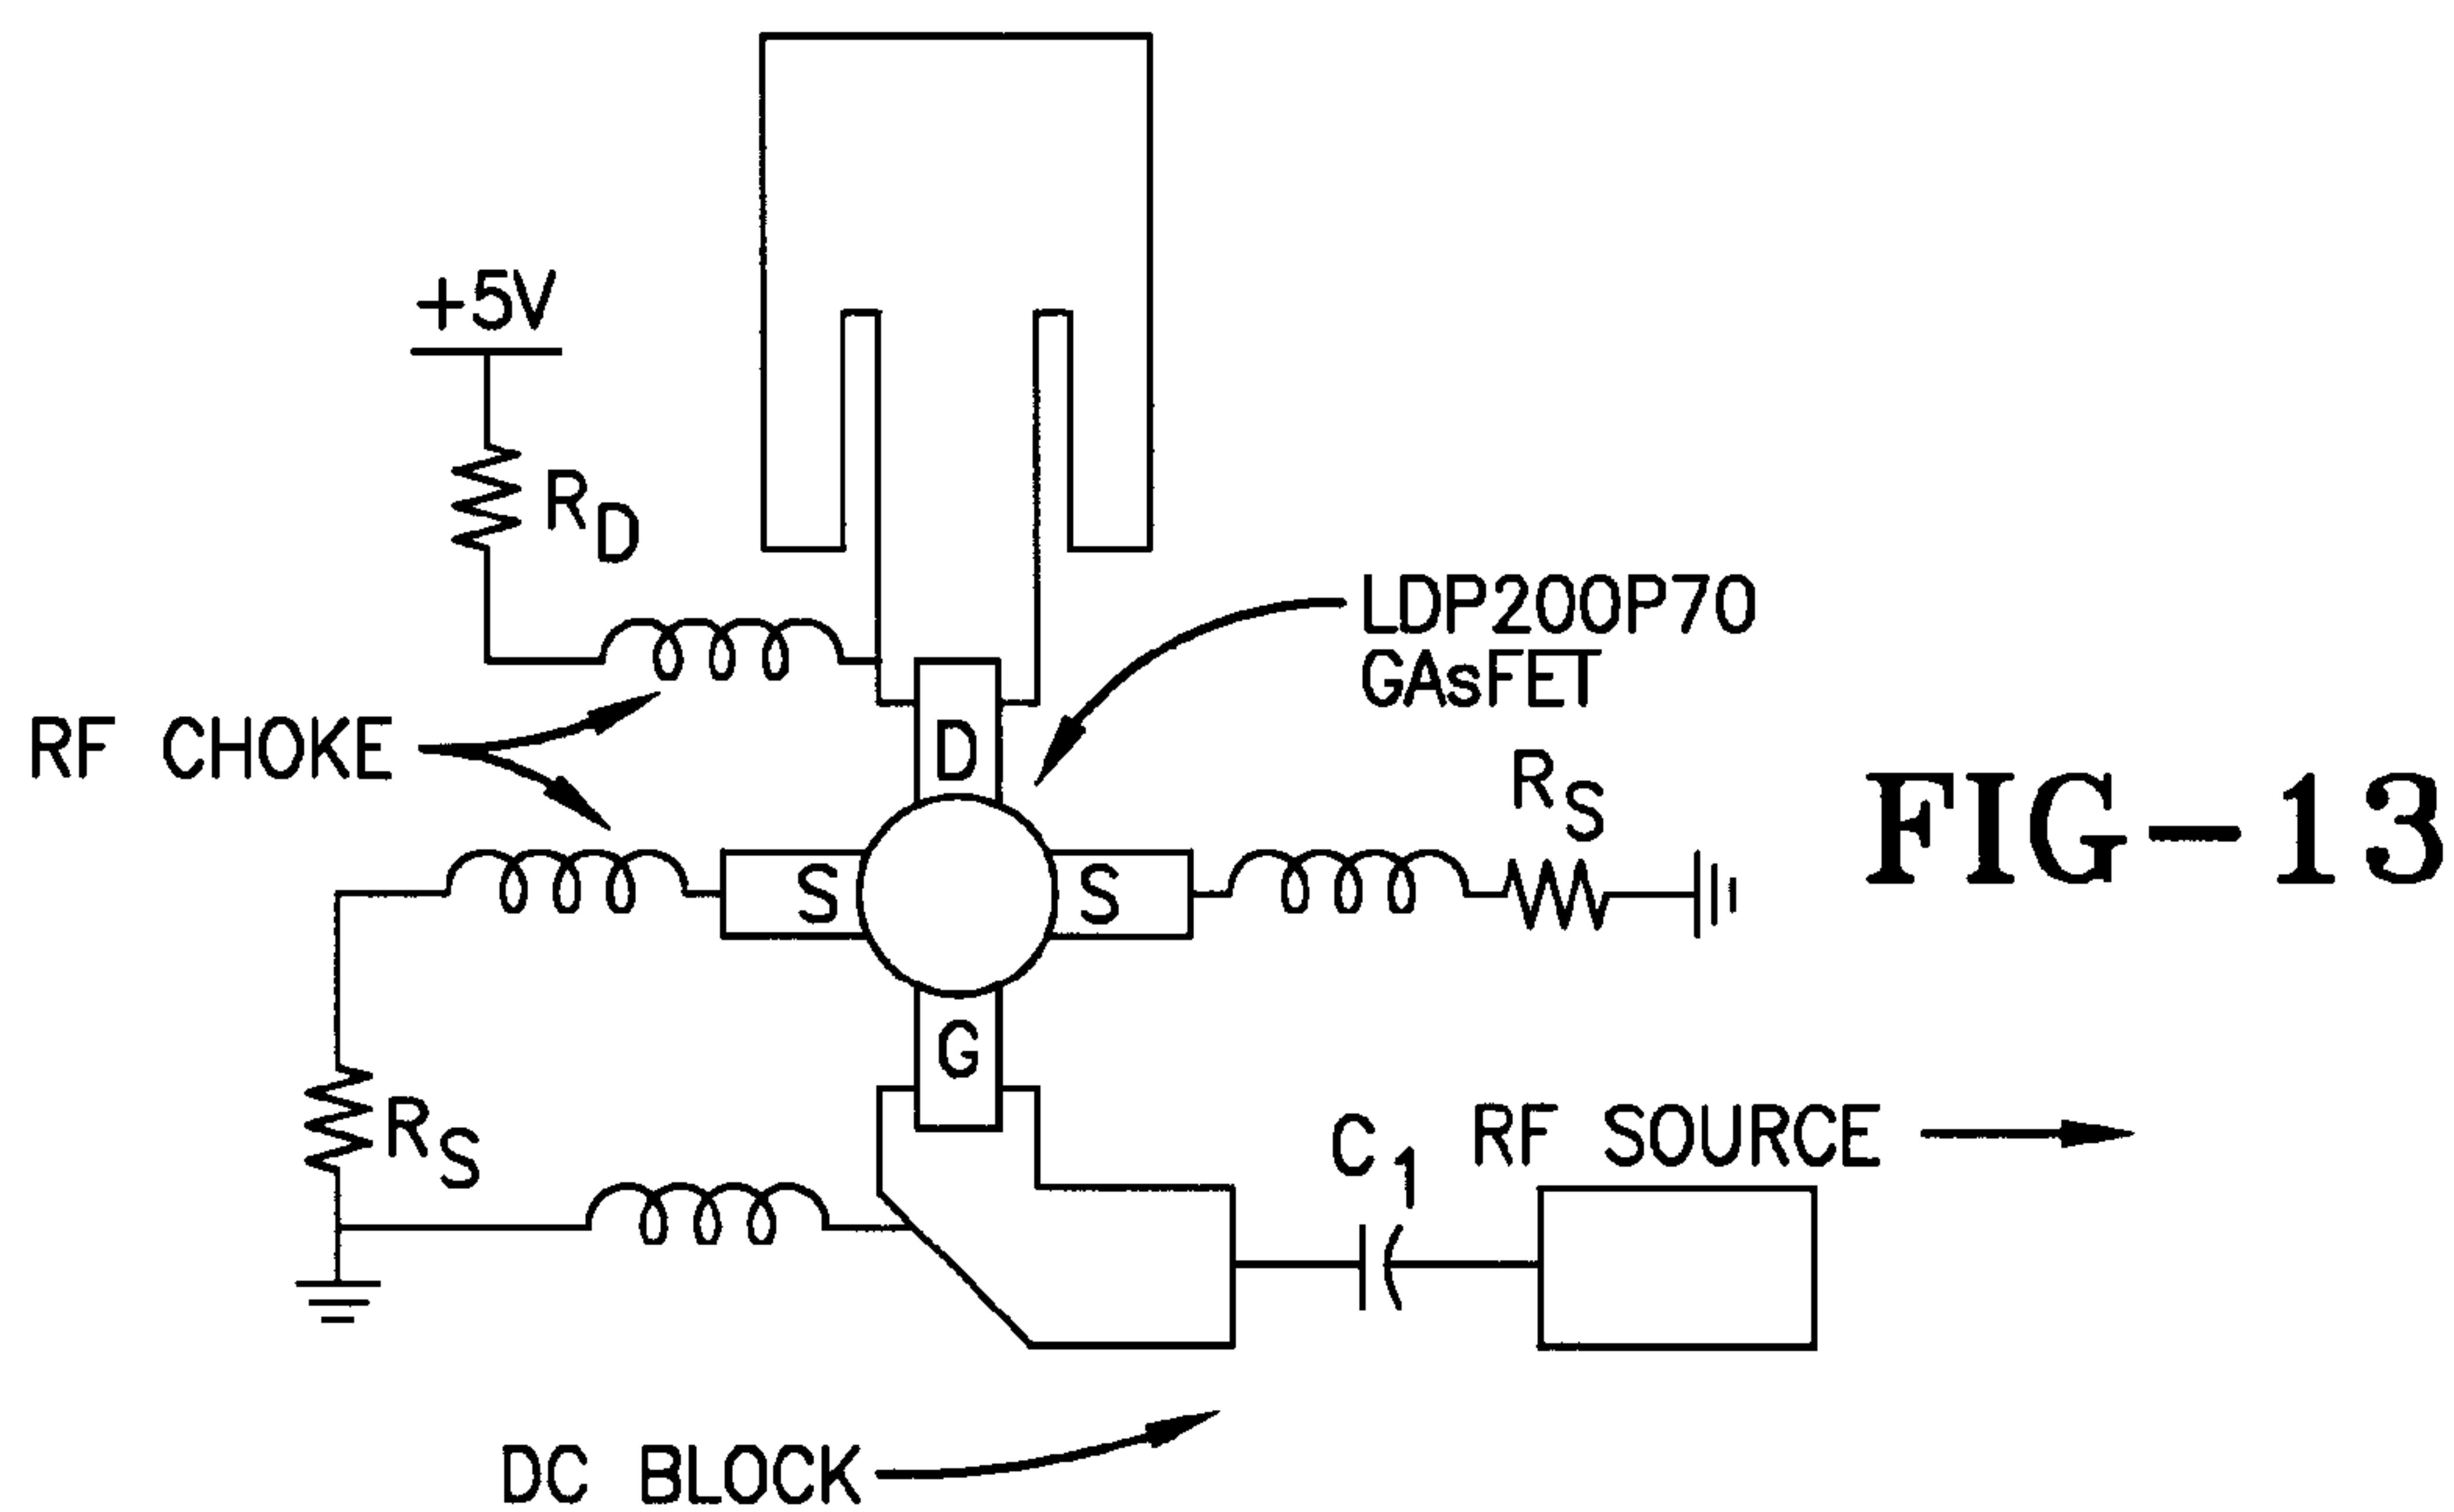 +5V
RD
LDP200P70
GAsFET
RF CHOKE
D
RS
FIG-13
S
S
G
RS
C1
RF SOURCE
DC BLOCK